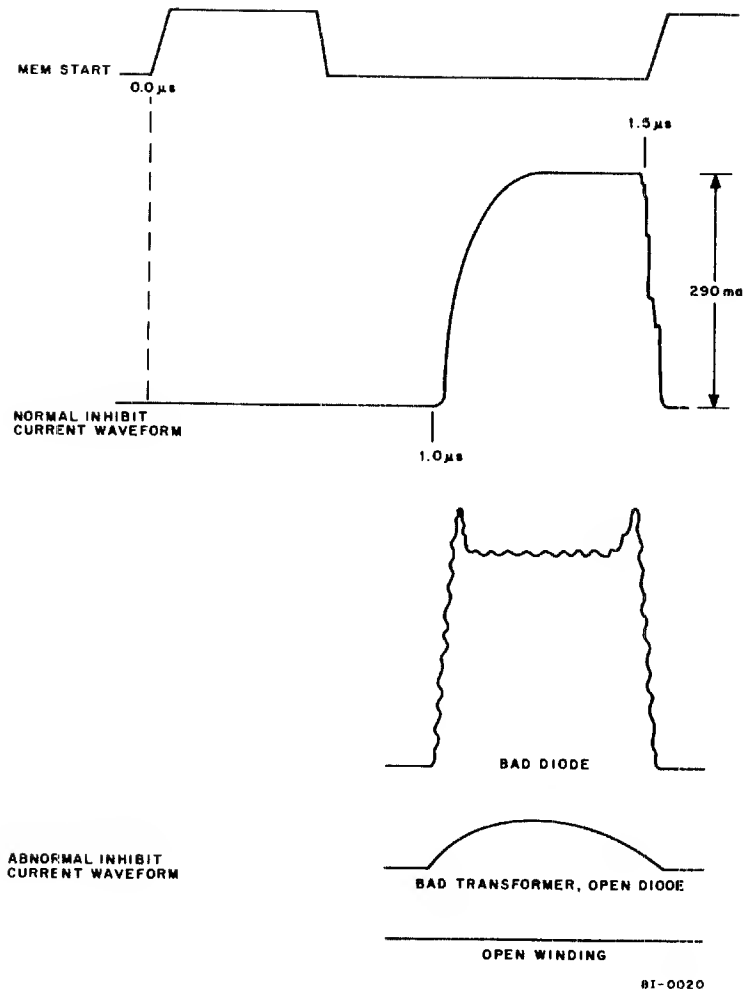 MEM START
0.0 μs
1.5 μs
290 ma
NORMAL INHIBIT
CURRENT WAVEFORM
1.0 μs
BAD DIODE
ABNORMAL INHIBIT
CURRENT WAVEFORM
BAD TRANSFORMER, OPEN DIODE
OPEN WINDING
8I-0020